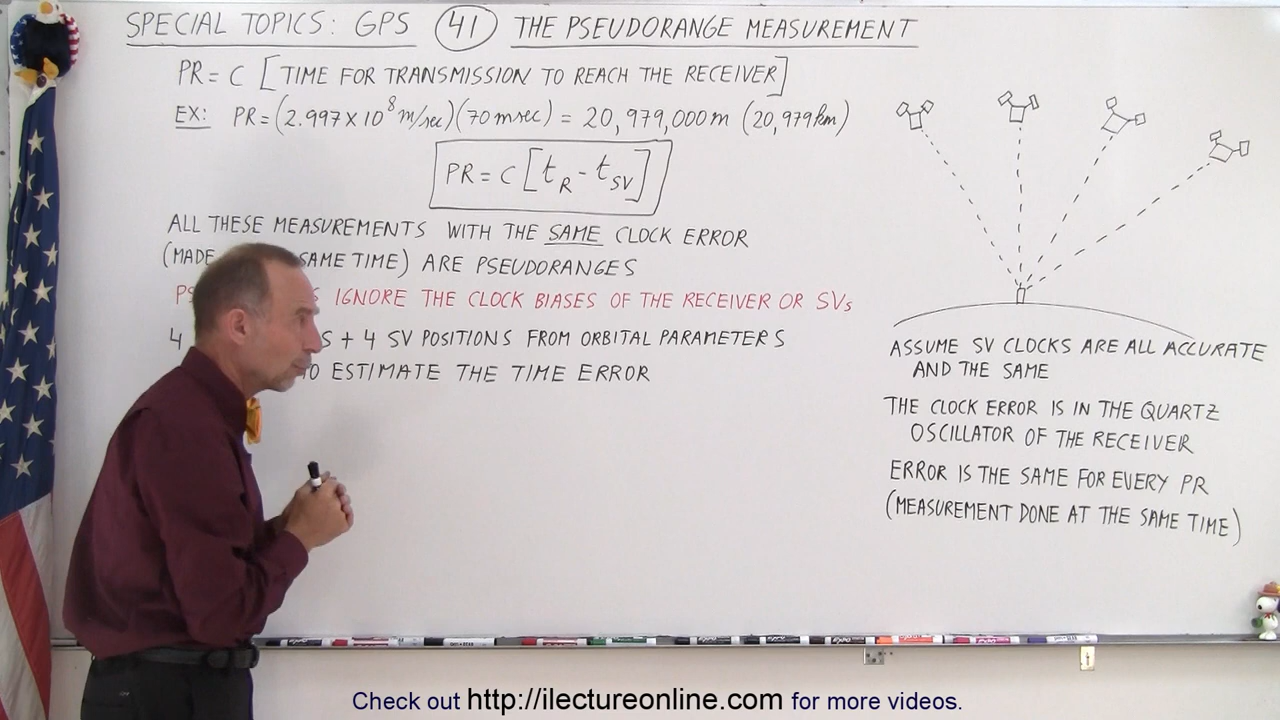 SPECIAL TOPICS: GPS 41 THE PSEUDORANGE MEASUREMENT
PR = C [TIME FOR TRANSMISSION TO REACH THE RECEIVER]
EX: PR = (2.997 X 10⁸ m/sec)(70 msec) = 20,979,000 m (20,979 km)
PR = C [t_R - t_SV]
ALL THESE MEASUREMENTS WITH THE SAME CLOCK ERROR
(MADE SAME TIME) ARE PSEUDORANGES
IGNORE THE CLOCK BIASES OF THE RECEIVER OR SVs
4 S + 4 SV POSITIONS FROM ORBITAL PARAMETERS
TO ESTIMATE THE TIME ERROR
ASSUME SV CLOCKS ARE ALL ACCURATE
AND THE SAME
THE CLOCK ERROR IS IN THE QUARTZ
OSCILLATOR OF THE RECEIVER
ERROR IS THE SAME FOR EVERY PR
(MEASUREMENT DONE AT THE SAME TIME)
Check out http://ilectureonline.com for more videos.